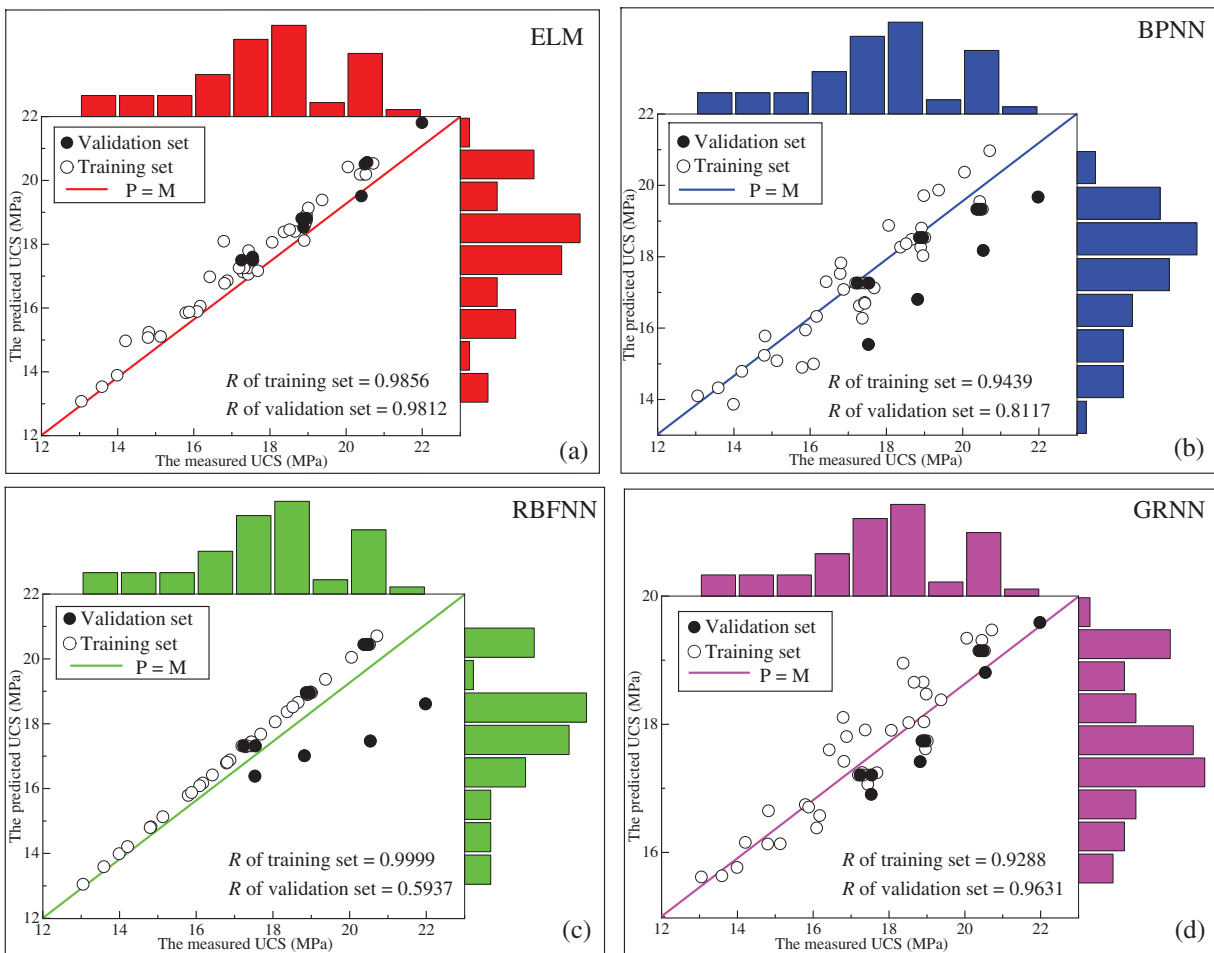 ELM
22
20
18
16
14
12
The predicted UCS (MPa)
Validation set
Training set
P = M
R of training set = 0.9856
R of validation set = 0.9812
12 14 16 18 20 22
The measured UCS (MPa)
(a)
BPNN
22
20
18
16
14
The predicted UCS (MPa)
Validation set
Training set
P = M
R of training set = 0.9439
R of validation set = 0.8117
12 14 16 18 20 22
The measured UCS (MPa)
(b)
RBFNN
22
20
18
16
14
12
The predicted UCS (MPa)
Validation set
Training set
P = M
R of training set = 0.9999
R of validation set = 0.5937
12 14 16 18 20 22
The measured UCS (MPa)
(c)
GRNN
20
18
16
The predicted UCS (MPa)
Validation set
Training set
P = M
R of training set = 0.9288
R of validation set = 0.9631
12 14 16 18 20 22
The measured UCS (MPa)
(d)